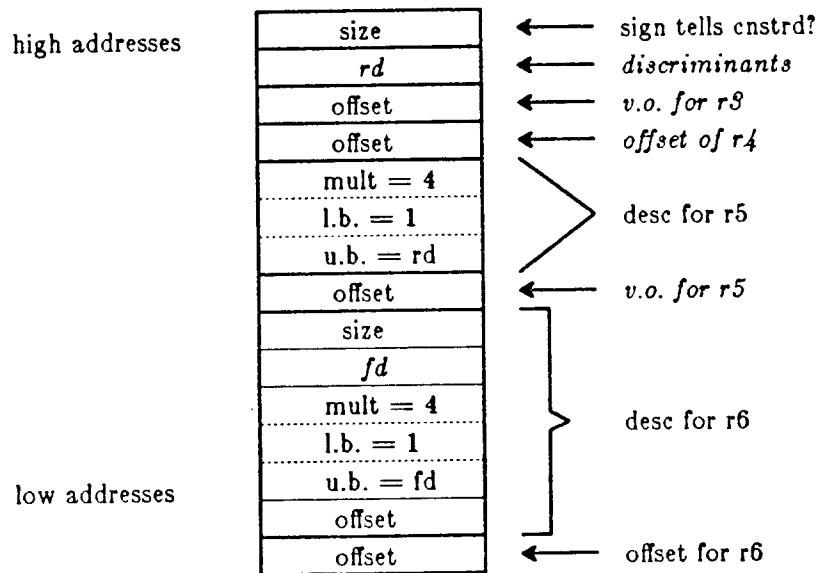 high addresses
size
sign tells cnstrd?
rd
discriminants
offset
v.o. for r3
offset
offset of r4
mult = 4
l.b. = 1
desc for r5
u.b. = rd
offset
v.o. for r5
size
fd
mult = 4
desc for r6
l.b. = 1
u.b. = fd
low addresses
offset
offset
offset for r6